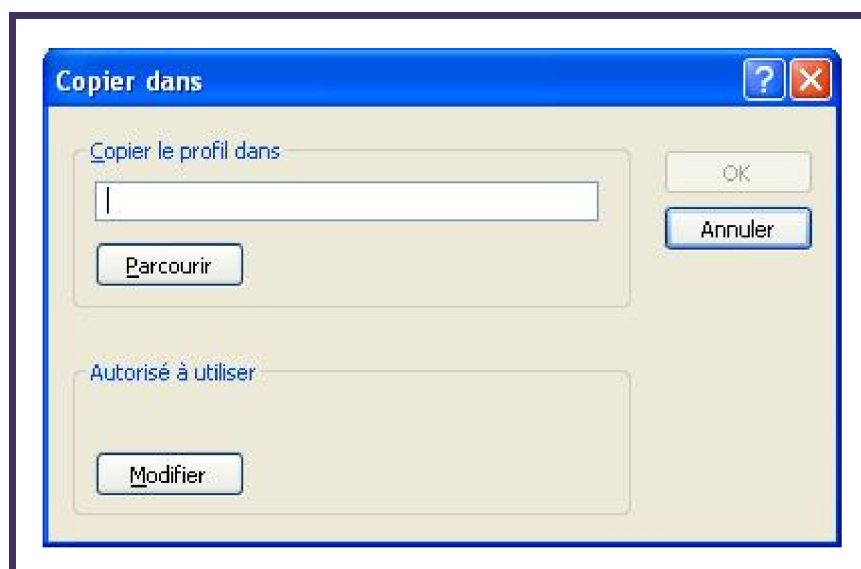 Copier dans
Copier le profil dans
OK
Annuler
Parcourir
Autorisé à utiliser
Modifier